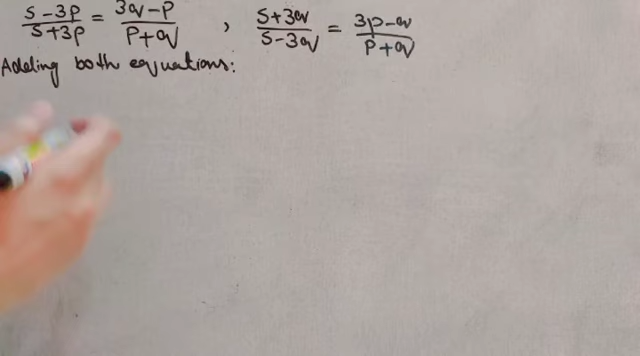 s-3p/s+3p = 3q-p/p+q , s+3q/s-3q = 3p-q/p+q
Adding both equations: